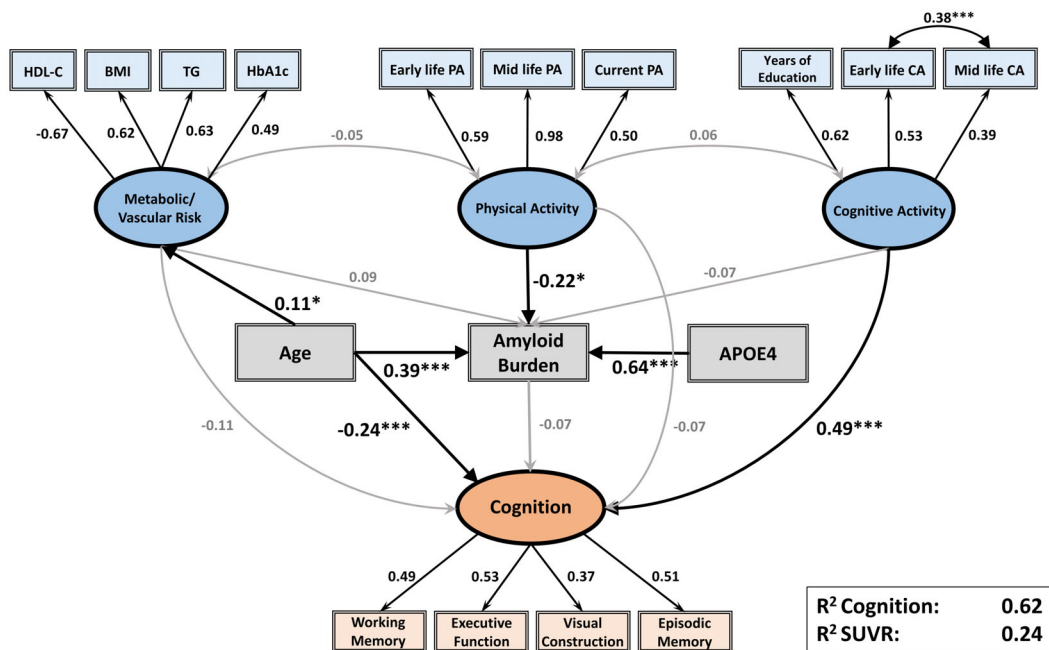 0.38***
HDL-C BMI TG HbA1c Early life PA Mid life PA Current PA Years of Education Early life CA Mid life CA
-0.67 0.62 0.63 0.49 -0.05 0.59 0.98 0.50 0.06 0.62 0.53 0.39
Metabolic/
Vascular Risk
Physical Activity
Cognitive Activity
0.09
-0.22*
-0.07
0.11*
Age
Amyloid
Burden
APOE4
0.39***
0.64***
-0.24***
-0.11
-0.07
-0.07
0.49***
Cognition
0.49 0.53 0.37 0.51
Working
Memory
Executive
Function
Visual
Construction
Episodic
Memory
R² Cognition: 0.62
R² SUVR: 0.24